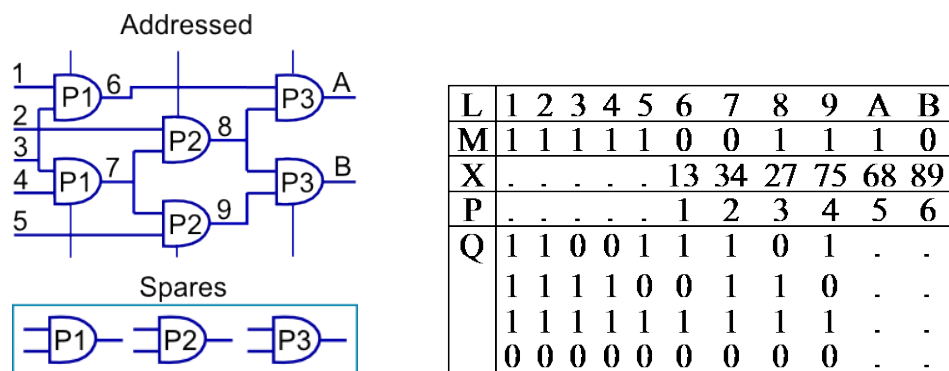 Addressed
1
6
A
P1
P3
2
P2
8
3
4
P1
7
P3
B
5
P2
9
Spares
P1 P2 P3
L 1 2 3 4 5 6 7 8 9 A B
M 1 1 1 1 1 0 0 1 1 1 0
X . . . . . 13 34 27 75 68 89
P . . . . . 1 2 3 4 5 6
Q 1 1 0 0 1 1 1 0 1 . .
1 1 1 1 0 0 1 1 0 . .
1 1 1 1 1 1 1 1 1 . .
0 0 0 0 0 0 0 0 0 . .